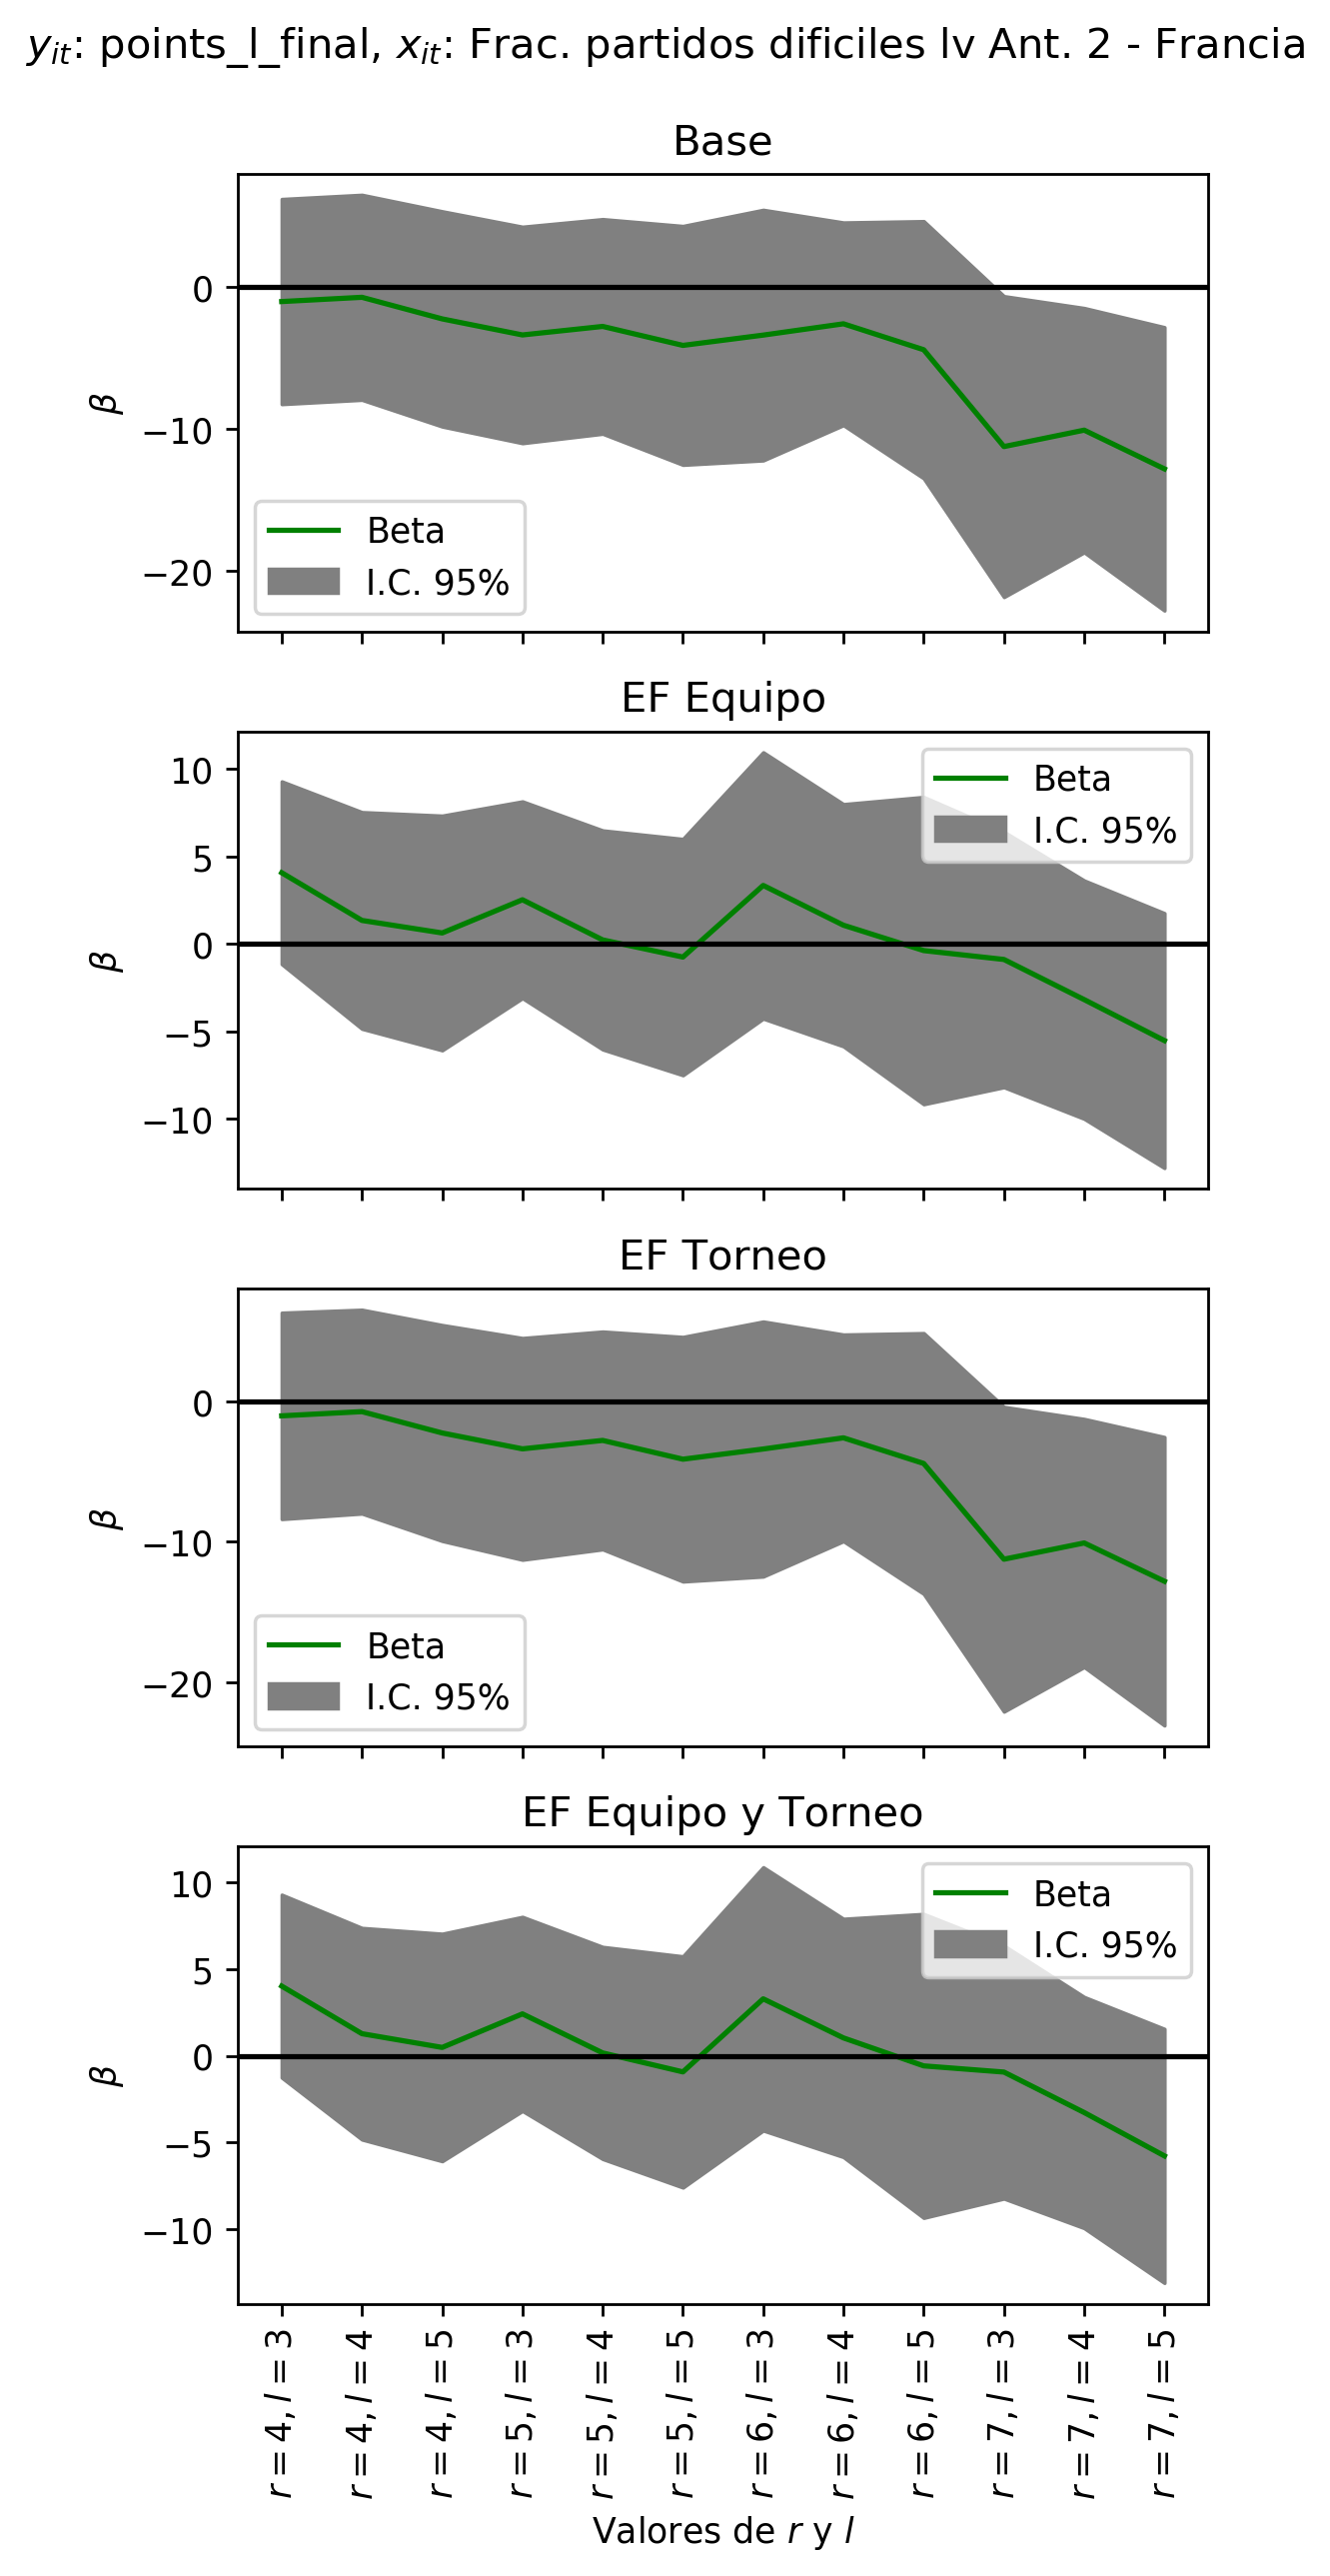 y_it: points_l_final, x_it: Frac. partidos dificiles lv Ant. 2 - Francia
Base
0
−10
−20
β
Beta
I.C. 95%
EF Equipo
10
5
0
−5
−10
β
Beta
I.C. 95%
EF Torneo
0
−10
−20
β
Beta
I.C. 95%
EF Equipo y Torneo
10
5
0
−5
−10
β
Beta
I.C. 95%
r = 4, l = 3
r = 4, l = 4
r = 4, l = 5
r = 5, l = 3
r = 5, l = 4
r = 5, l = 5
r = 6, l = 3
r = 6, l = 4
r = 6, l = 5
r = 7, l = 3
r = 7, l = 4
r = 7, l = 5
Valores de r y l